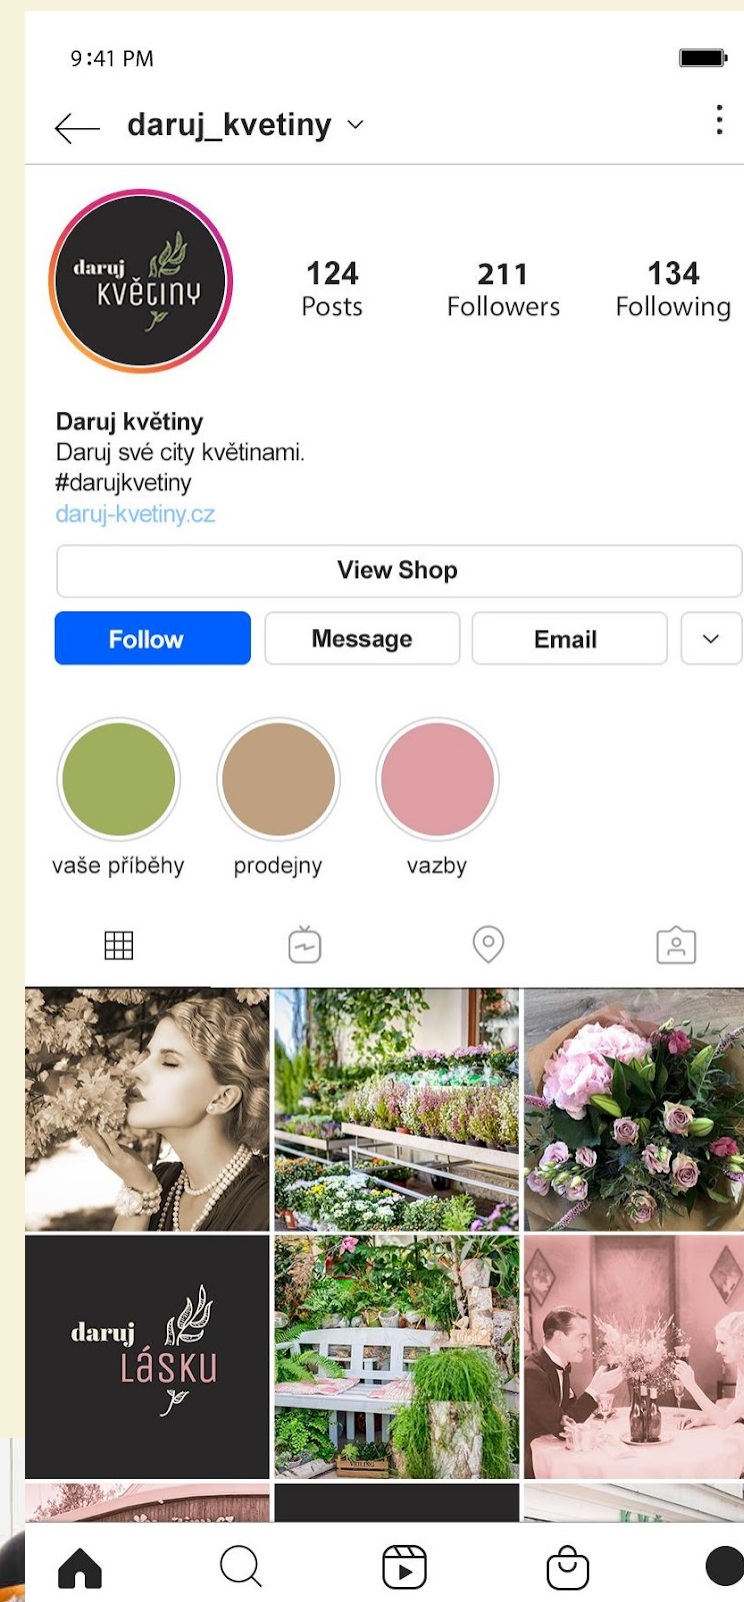 9:41 PM
daruj_kvetiny
daruj
květiny
124
Posts
211
Followers
134
Following
Daruj květiny
Daruj své city květinami.
#darujkvetiny
daruj-kvetiny.cz
View Shop
Follow
Message
Email
vaše příběhy
prodejny
vazby
daruj
lásku